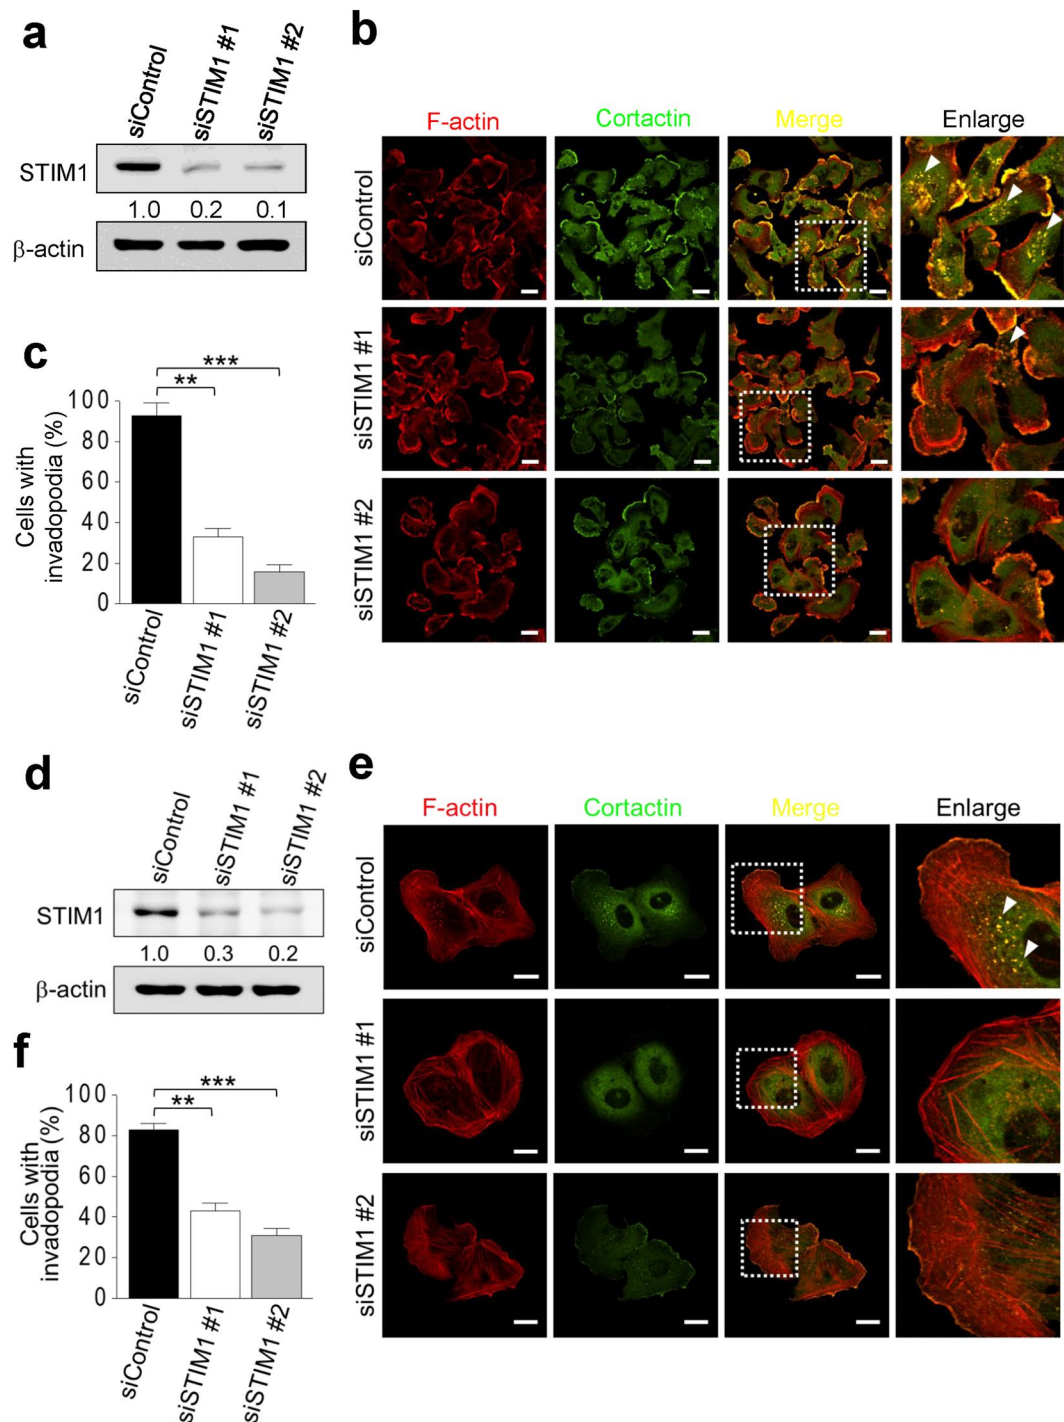 a
siControl
siSTIM1 #1
siSTIM1 #2
STIM1
1.0 0.2 0.1
β-actin
b
F-actin Cortactin Merge Enlarge
siControl
siSTIM1 #1
siSTIM1 #2
c
***
**
Cells with
invadopodia (%)
100
80
60
40
20
0
siControl
siSTIM1 #1
siSTIM1 #2
d
siControl
siSTIM1 #1
siSTIM1 #2
STIM1
1.0 0.3 0.2
β-actin
e
F-actin Cortactin Merge Enlarge
siControl
siSTIM1 #1
siSTIM1 #2
f
***
**
Cells with
invadopodia (%)
100
80
60
40
20
0
siControl
siSTIM1 #1
siSTIM1 #2